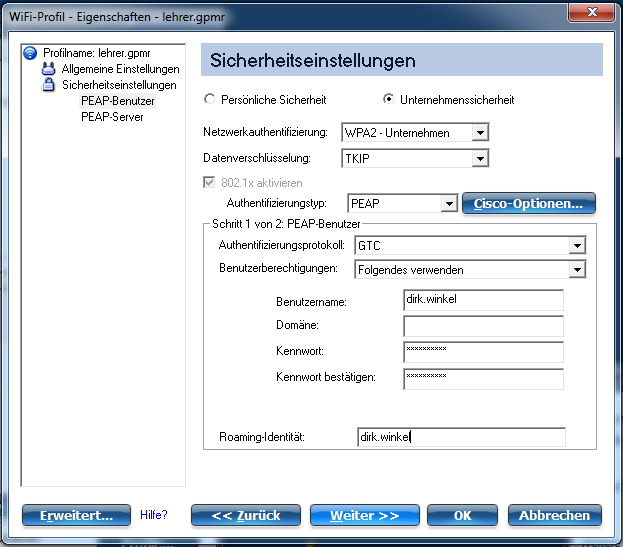 WiFi-Profil - Eigenschaften - lehrer.gpmr
Profilname: lehrer.gpmr
Allgemeine Einstellungen
Sicherheitseinstellungen
PEAP-Benutzer
PEAP-Server
Sicherheitseinstellungen
Persönliche Sicherheit Unternehmenssicherheit
Netzwerkauthentifizierung: WPA2 - Unternehmen
Datenverschlüsselung: TKIP
802.1x aktivieren
Authentifizierungstyp: PEAP Cisco-Optionen...
Schritt 1 von 2: PEAP-Benutzer
Authentifizierungsprotokoll: GTC
Benutzerberechtigungen: Folgendes verwenden
Benutzername: dirk.winkel
Domäne:
Kennwort: **********
Kennwort bestätigen: **********
Roaming-Identität: dirk.winkel
Erweitert... Hilfe? << Zurück Weiter >> OK Abbrechen